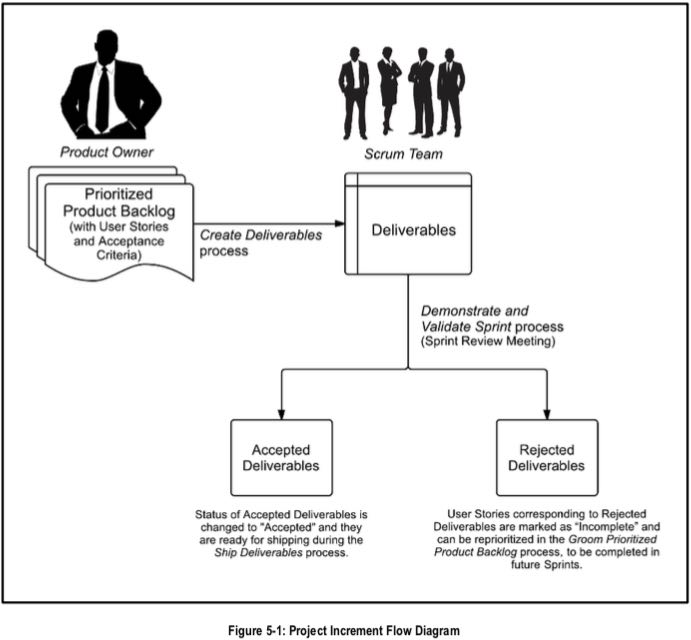 Product Owner
Scrum Team
Prioritized
Product Backlog
(with User Stories
and Acceptance
Criteria)
Create Deliverables
process
Deliverables
Demonstrate and
Validate Sprint process
(Sprint Review Meeting)
Accepted
Deliverables
Rejected
Deliverables
Status of Accepted Deliverables is
changed to "Accepted" and they
are ready for shipping during the
Ship Deliverables process.
User Stories corresponding to Rejected
Deliverables are marked as “Incomplete” and
can be reprioritized in the Groom Prioritized
Product Backlog process, to be completed in
future Sprints.
Figure 5-1: Project Increment Flow Diagram